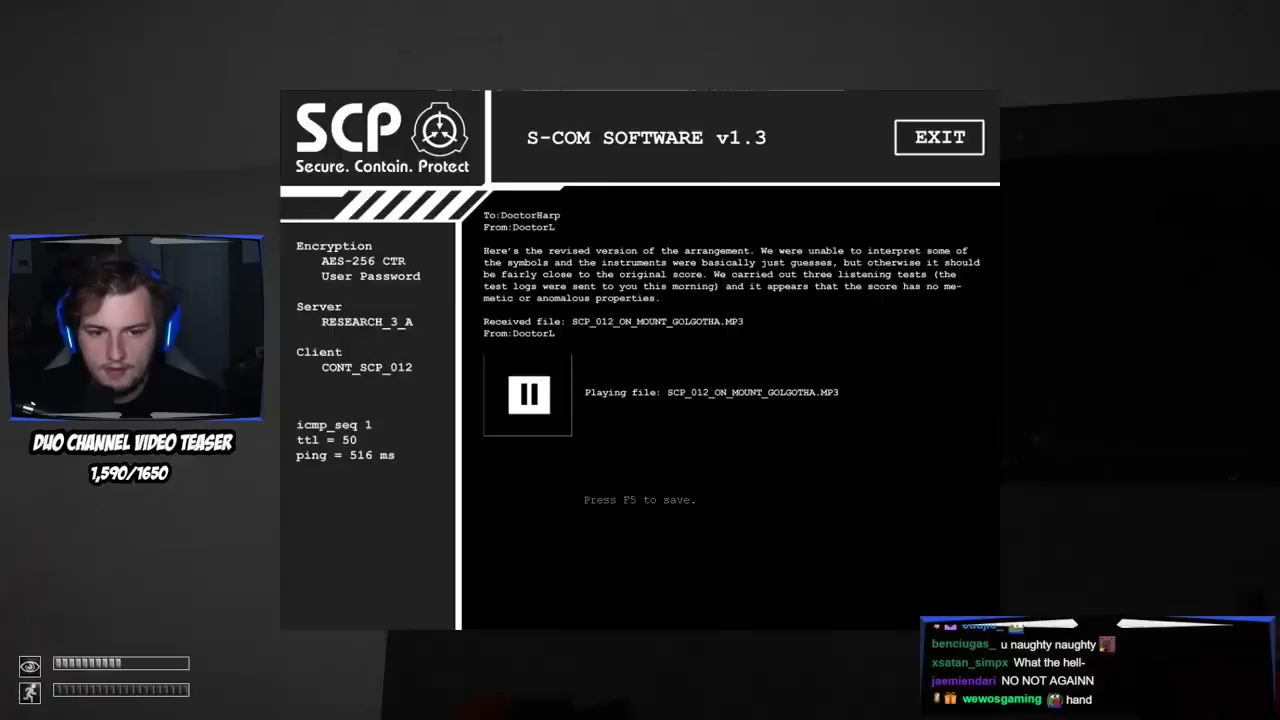 SCP
Secure. Contain. Protect
S-COM SOFTWARE v1.3
EXIT
Encryption
AES-256 CTR
User Password
Server
RESEARCH_3_A
Client
CONT_SCP_012
icmp_seq 1
ttl = 50
ping = 516 ms
To:DoctorHarp
From:DoctorL
Here's the revised version of the arrangement. We were unable to interpret some of
the symbols and the instruments were basically just guesses, but otherwise it should
be fairly close to the original score. We carried out three listening tests (the
test logs were sent to you this morning) and it appears that the score has no me-
metic or anomalous properties.
Received file: SCP_012_ON_MOUNT_GOLGOTHA.MP3
From:DoctorL
Playing file: SCP_012_ON_MOUNT_GOLGOTHA.MP3
Press F5 to save.
DUO CHANNEL VIDEO TEASER
1,590/1650
benciugas_ u naughty naughty
xsatan_simpx What the hell-
jaemiendari NO NOT AGAINN
wewosgaming hand